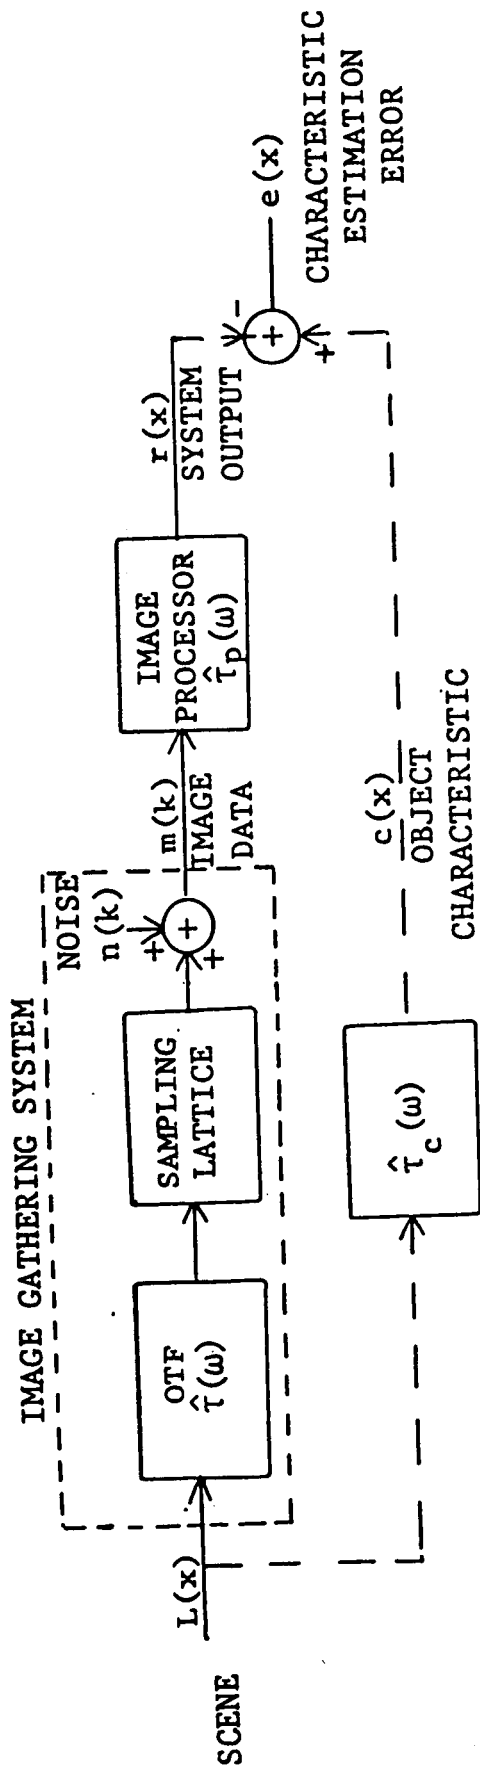 SCENE
L(x)
IMAGE GATHERING SYSTEM
OTF
τ̂(ω)
SAMPLING
LATTICE
NOISE
n(k)
+
+
+
m(k)
IMAGE
DATA
IMAGE
PROCESSOR
τ̂p(ω)
r(x)
SYSTEM
OUTPUT
-
+
+
e(x)
CHARACTERISTIC
ESTIMATION
ERROR
τ̂c(ω)
c(x)
OBJECT
CHARACTERISTIC